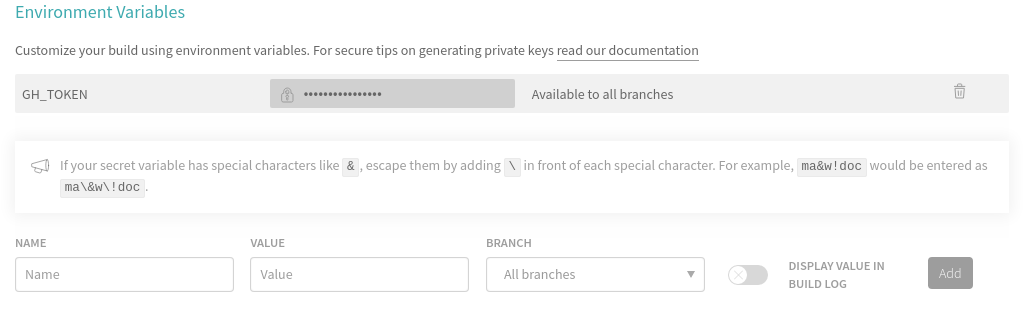 Environment Variables
Customize your build using environment variables. For secure tips on generating private keys read our documentation
GH_TOKEN •••••••••••••••• Available to all branches
If your secret variable has special characters like &, escape them by adding \ in front of each special character. For example, ma&w!doc would be entered as
ma\&w\!doc.
NAME VALUE BRANCH
Name Value All branches DISPLAY VALUE IN
BUILD LOG Add